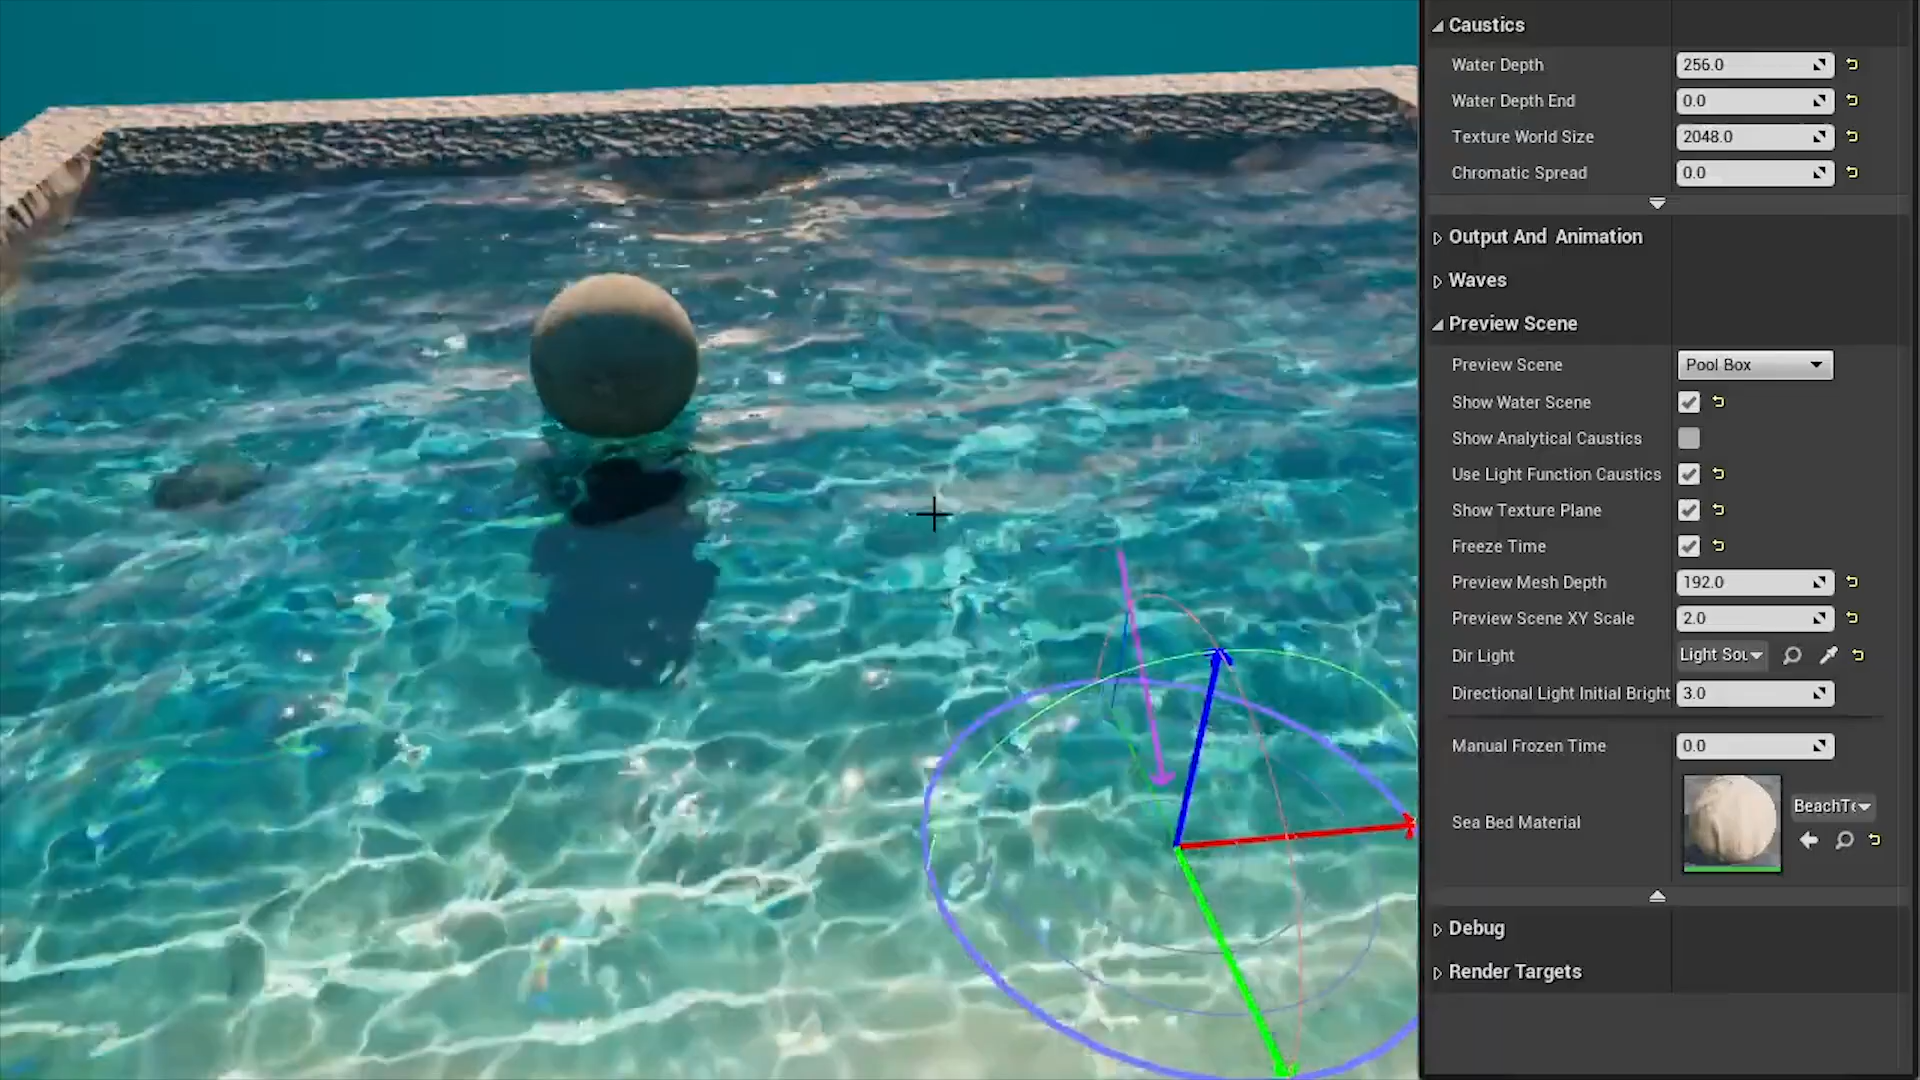 Caustics
Water Depth 256.0
Water Depth End 0.0
Texture World Size 2048.0
Chromatic Spread 0.0
Output And Animation
Waves
Preview Scene
Preview Scene Pool Box
Show Water Scene
Show Analytical Caustics
Use Light Function Caustics
Show Texture Plane
Freeze Time
Preview Mesh Depth 192.0
Preview Scene XY Scale 2.0
Dir Light Light Sou
Directional Light Initial Bright 3.0
Manual Frozen Time 0.0
Sea Bed Material BeachTe
Debug
Render Targets